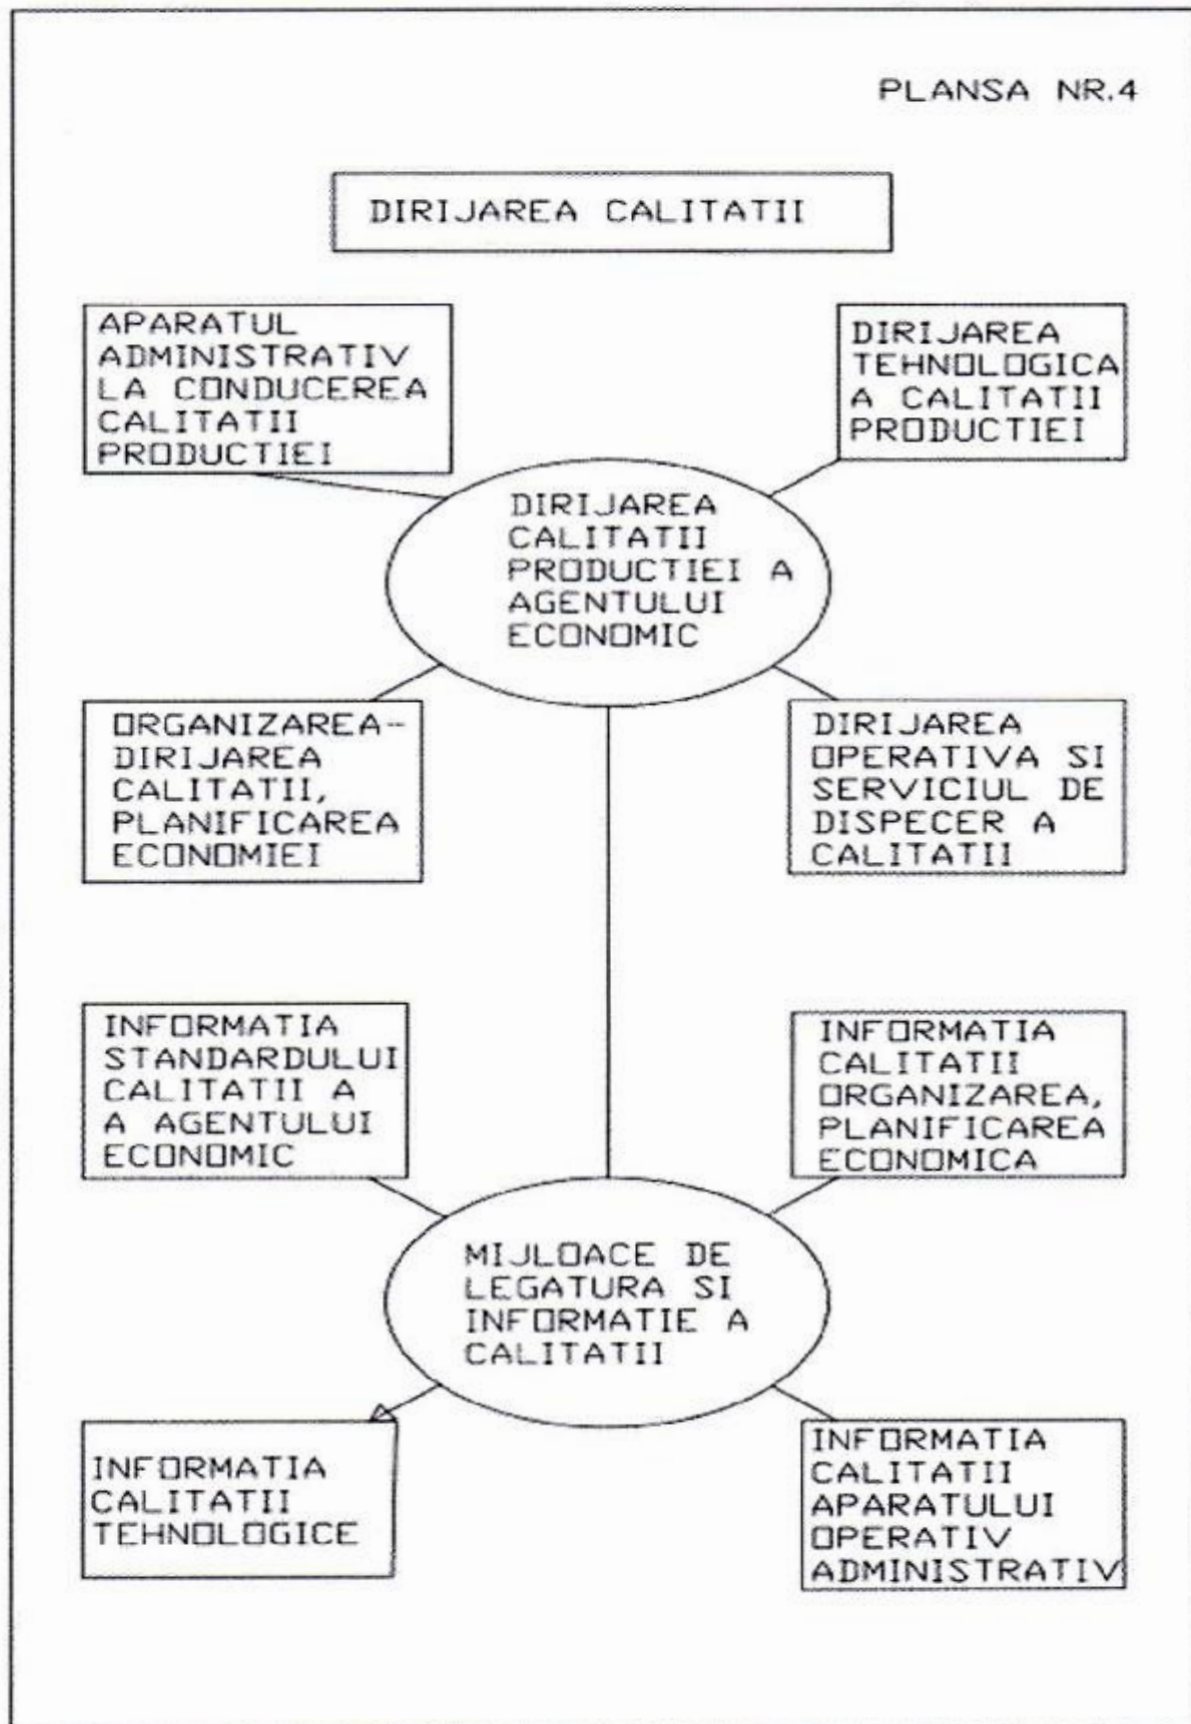 PLANSA NR.4
DIRIJAREA CALITATII
APARATUL
ADMINISTRATIV
LA CONDUCEREA
CALITATII
PRODUCTIEI
DIRIJAREA
TEHNOLOGICA
A CALITATII
PRODUCTIEI
DIRIJAREA
CALITATII
PRODUCTIEI A
AGENTULUI
ECONOMIC
ORGANIZAREA-
DIRIJAREA
CALITATII,
PLANIFICAREA
ECONOMIEI
DIRIJAREA
OPERATIVA SI
SERVICIUL DE
DISPECER A
CALITATII
INFORMATIA
STANDARDULUI
CALITATII A
A AGENTULUI
ECONOMIC
INFORMATIA
CALITATII
ORGANIZAREA,
PLANIFICAREA
ECONOMICA
MIJLOACE DE
LEGATURA SI
INFORMATIE A
CALITATII
INFORMATIA
CALITATII
TEHNOLOGICE
INFORMATIA
CALITATII
APARATULUI
OPERATIV
ADMINISTRATIV